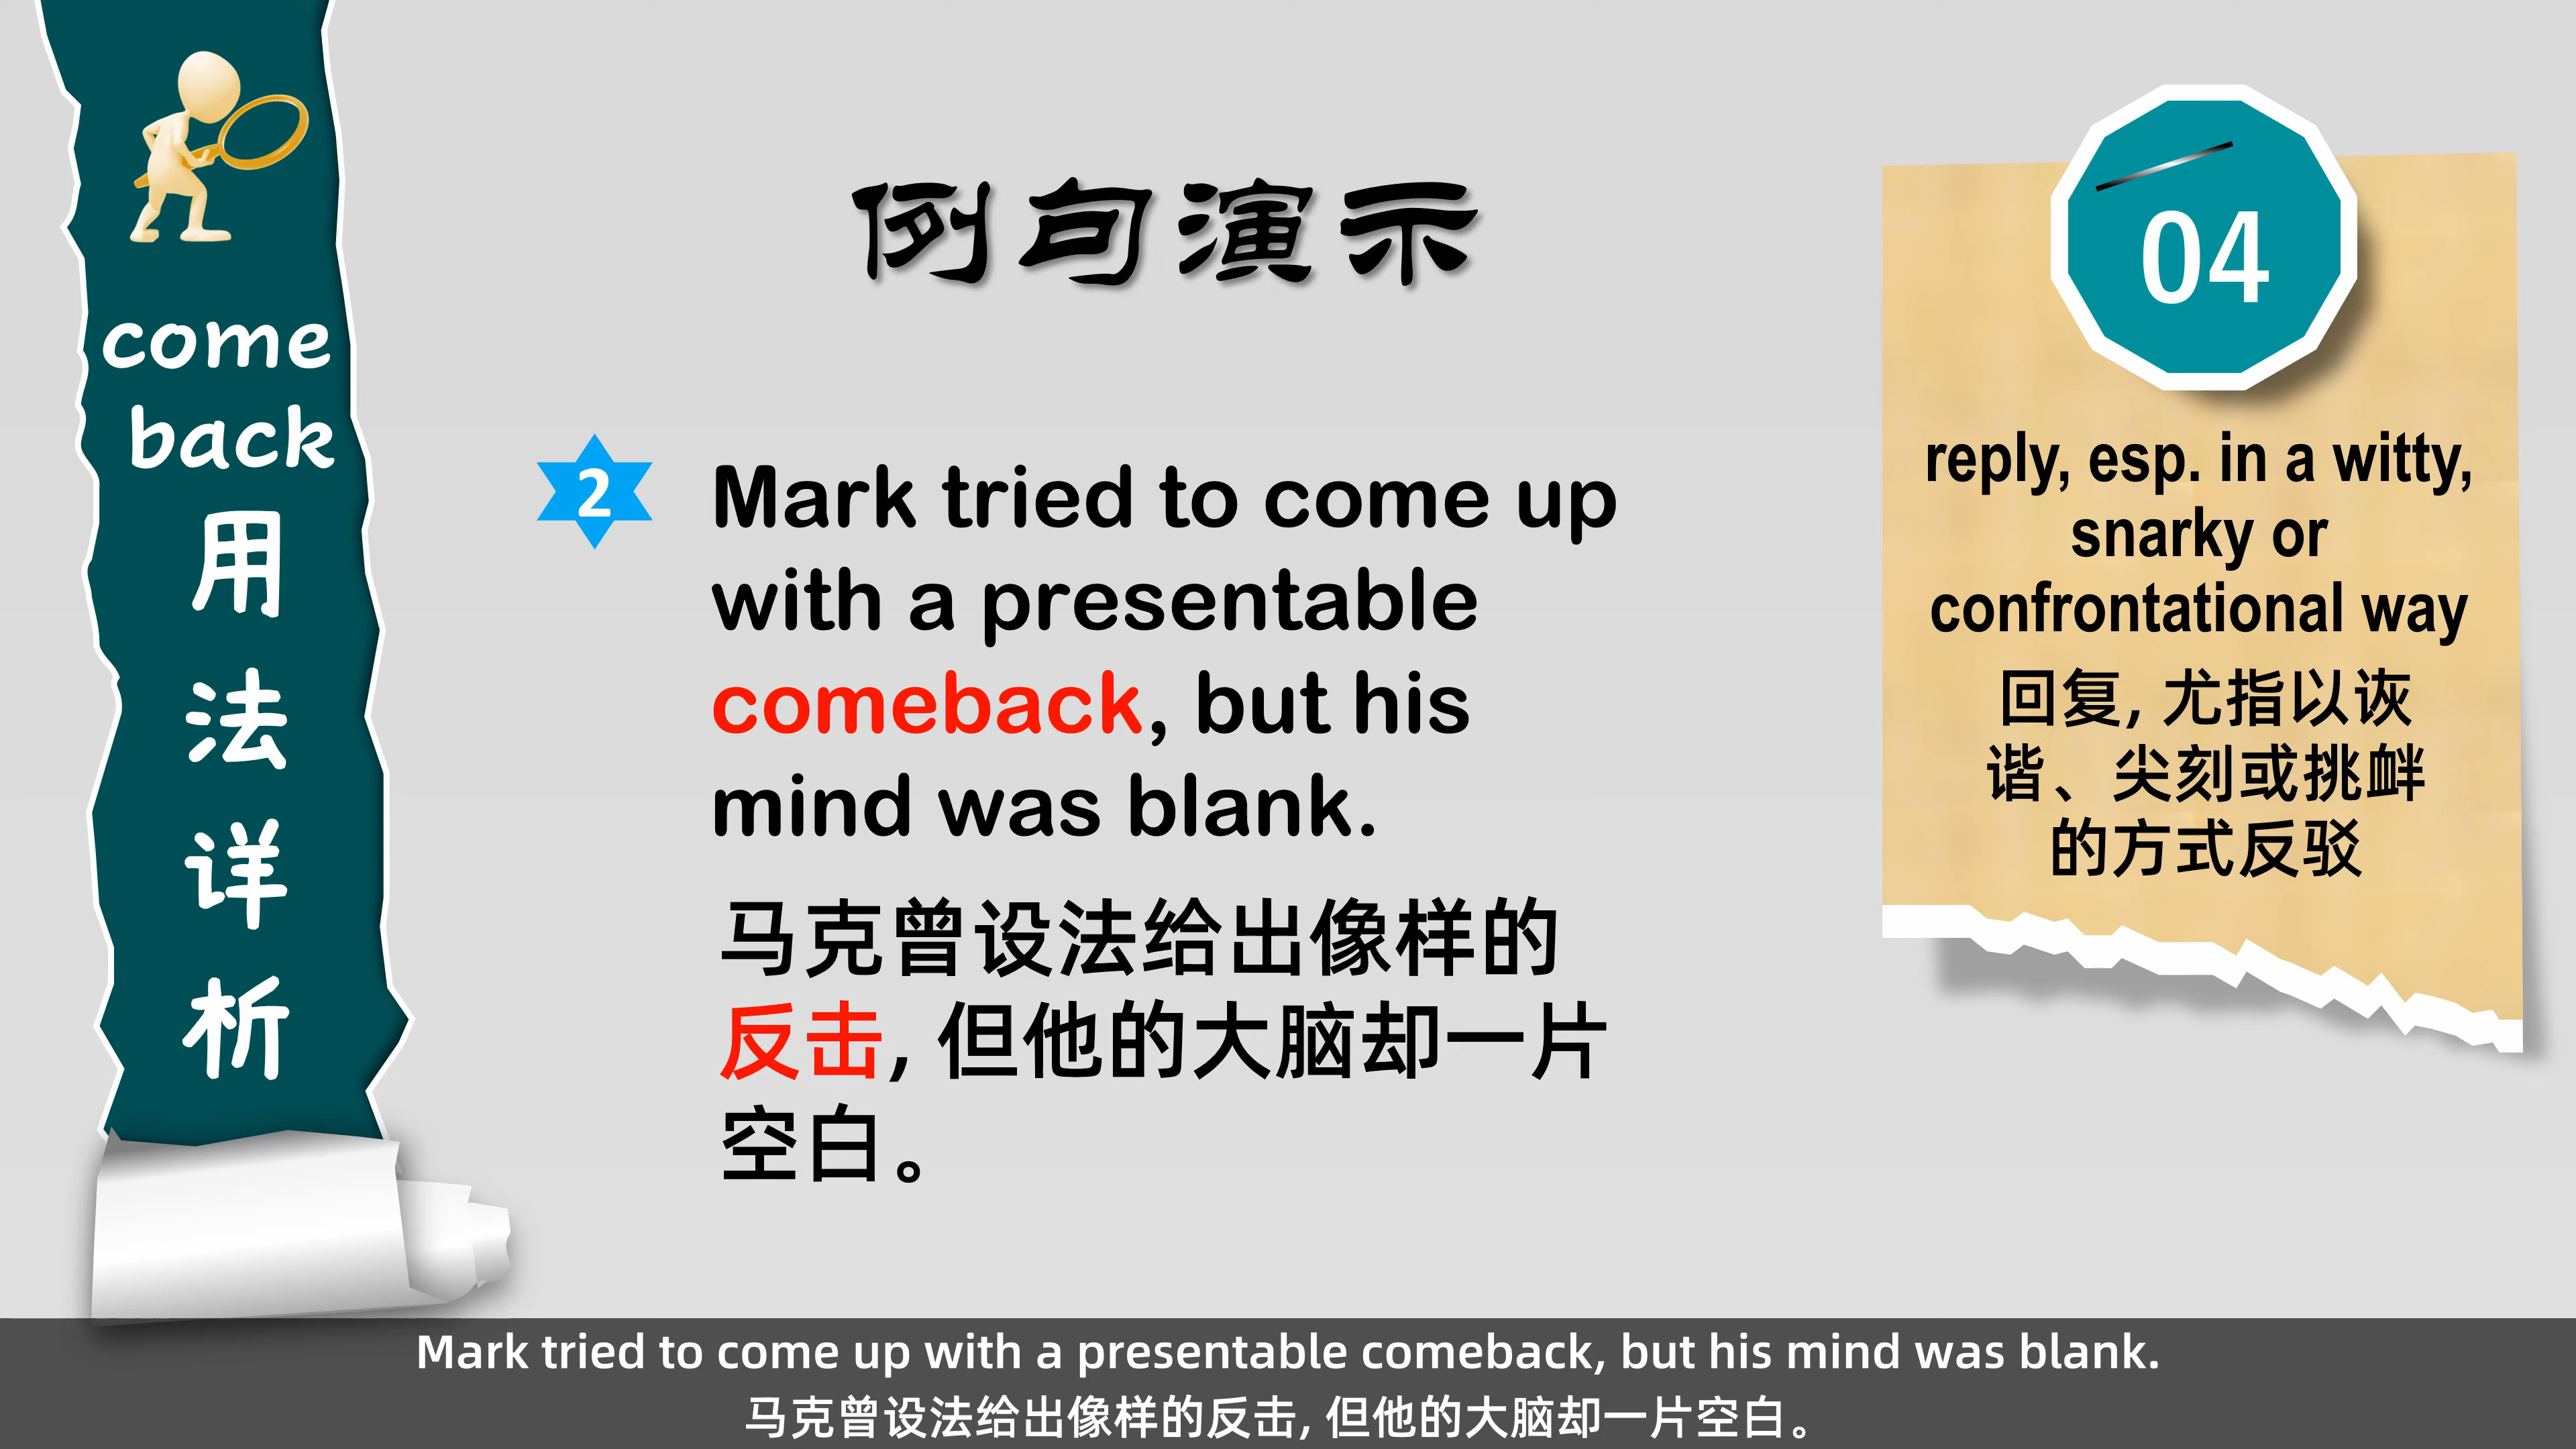 come
back
用
法
详
析
例句演示
2
Mark tried to come up
with a presentable
comeback, but his
mind was blank.
马克曾设法给出像样的
反击, 但他的大脑却一片
空白。
04
reply, esp. in a witty,
snarky or
confrontational way
回复, 尤指以诙
谐、尖刻或挑衅
的方式反驳
Mark tried to come up with a presentable comeback, but his mind was blank.
马克曾设法给出像样的反击, 但他的大脑却一片空白。